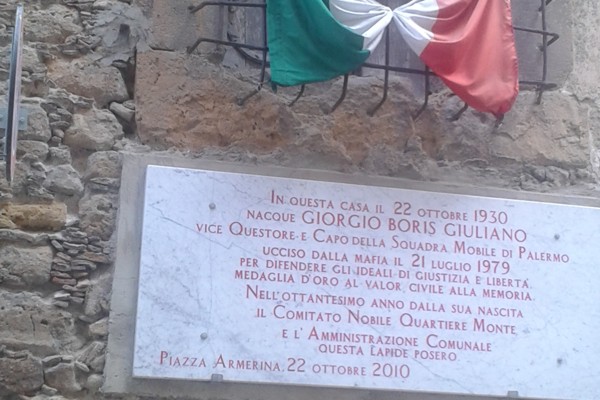 IN QUESTA CASA IL 22 OTTOBRE 1930
NACQUE GIORGIO BORIS GIULIANO
VICE QUESTORE E CAPO DELLA SQUADRA MOBILE DI PALERMO
UCCISO DALLA MAFIA IL 21 LUGLIO 1979
PER DIFENDERE GLI IDEALI DI GIUSTIZIA E LIBERTÀ.
MEDAGLIA D'ORO AL VALOR CIVILE ALLA MEMORIA.
NELL'OTTANTESIMO ANNO DALLA SUA NASCITA
IL COMITATO NOBILE QUARTIERE MONTE
E L'AMMINISTRAZIONE COMUNALE
QUESTA LAPIDE POSERO
PIAZZA ARMERINA, 22 OTTOBRE 2010